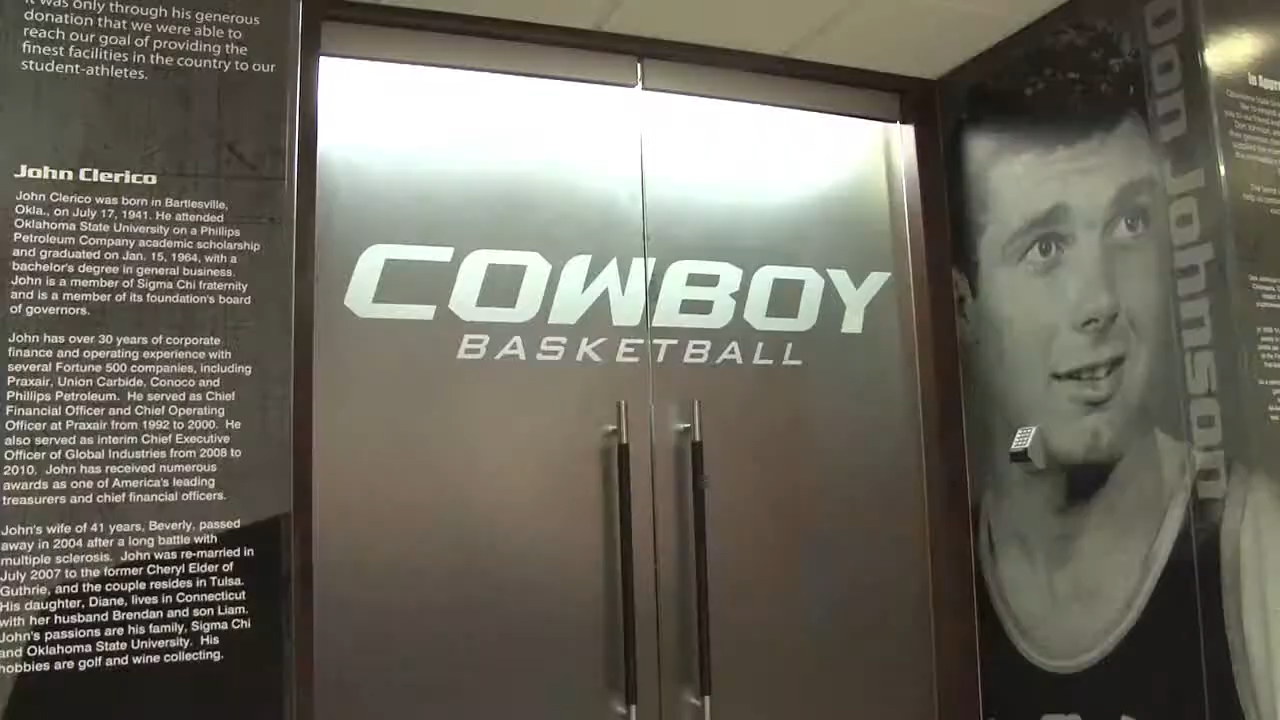 It was only through his generous
donation that we were able to
reach our goal of providing the
finest facilities in the country to our
student-athletes.
John Clerico
John Clerico was born in Bartlesville,
Okla., on July 17, 1941. He attended
Oklahoma State University on a Phillips
Petroleum Company academic scholarship
and graduated on Jan. 15, 1964, with a
bachelor's degree in general business.
John is a member of Sigma Chi fraternity
and is a member of its foundation's board
of governors.
John has over 30 years of corporate
finance and operating experience with
several Fortune 500 companies, including
Praxair, Union Carbide, Conoco and
Phillips Petroleum. He served as Chief
Financial Officer and Chief Operating
Officer at Praxair from 1992 to 2000. He
also served as interim Chief Executive
Officer of Global Industries from 2008 to
2010. John has received numerous
awards as one of America's leading
treasurers and chief financial officers.
John's wife of 41 years, Beverly, passed
away in 2004 after a long battle with
multiple sclerosis. John was re-married in
July 2007 to the former Cheryl Elder of
Guthrie, and the couple resides in Tulsa.
His daughter, Diane, lives in Connecticut
with her husband Brendan and son Liam.
John's passions are his family, Sigma Chi
and Oklahoma State University. His
hobbies are golf and wine collecting.
COWBOY
BASKETBALL
Don Johnson